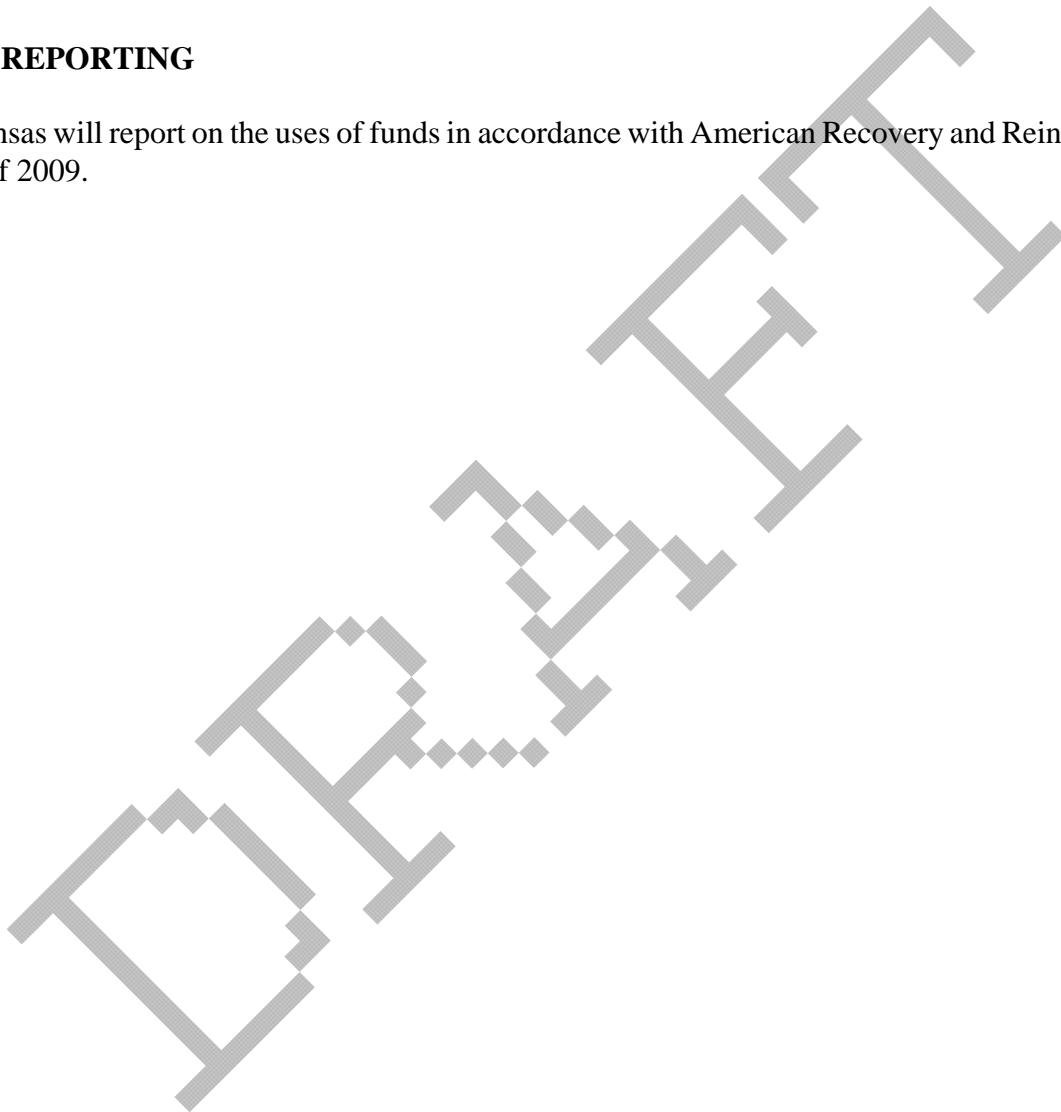 REPORTING
nsas will report on the uses of funds in accordance with American Recovery and Rein
f 2009.
DRAFT